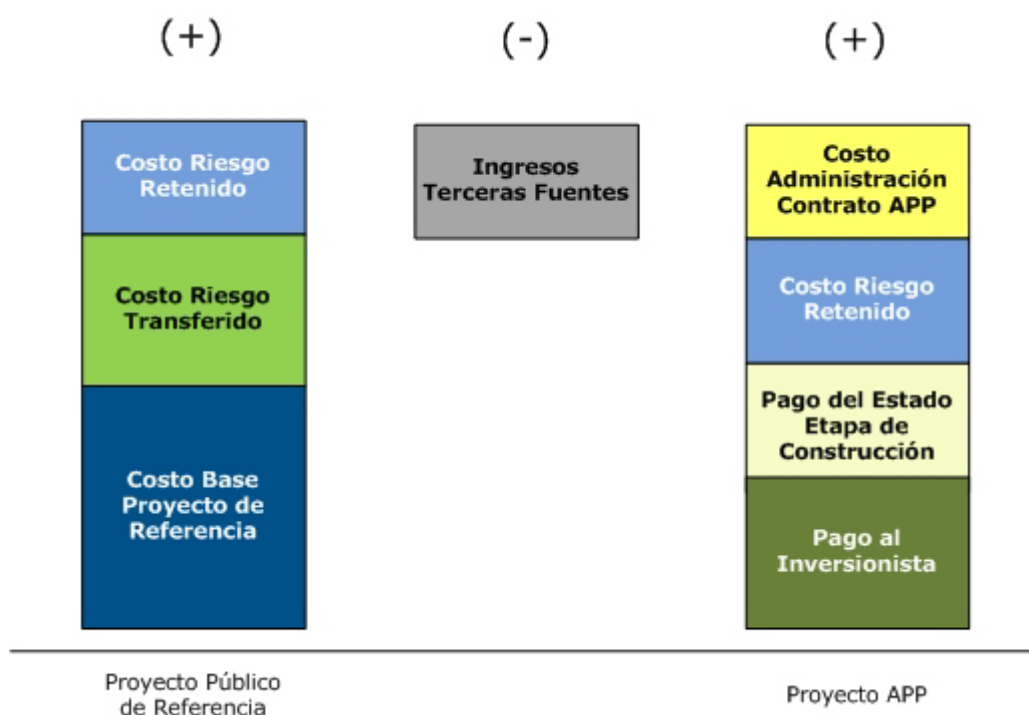 (+)
(-)
(+)
Costo Riesgo
Retenido
Costo Riesgo
Transferido
Costo Base
Proyecto de
Referencia
Ingresos
Terceras Fuentes
Costo
Administración
Contrato APP
Costo Riesgo
Retenido
Pago del Estado
Etapa de
Construcción
Pago al
Inversionista
Proyecto Público
de Referencia
Proyecto APP